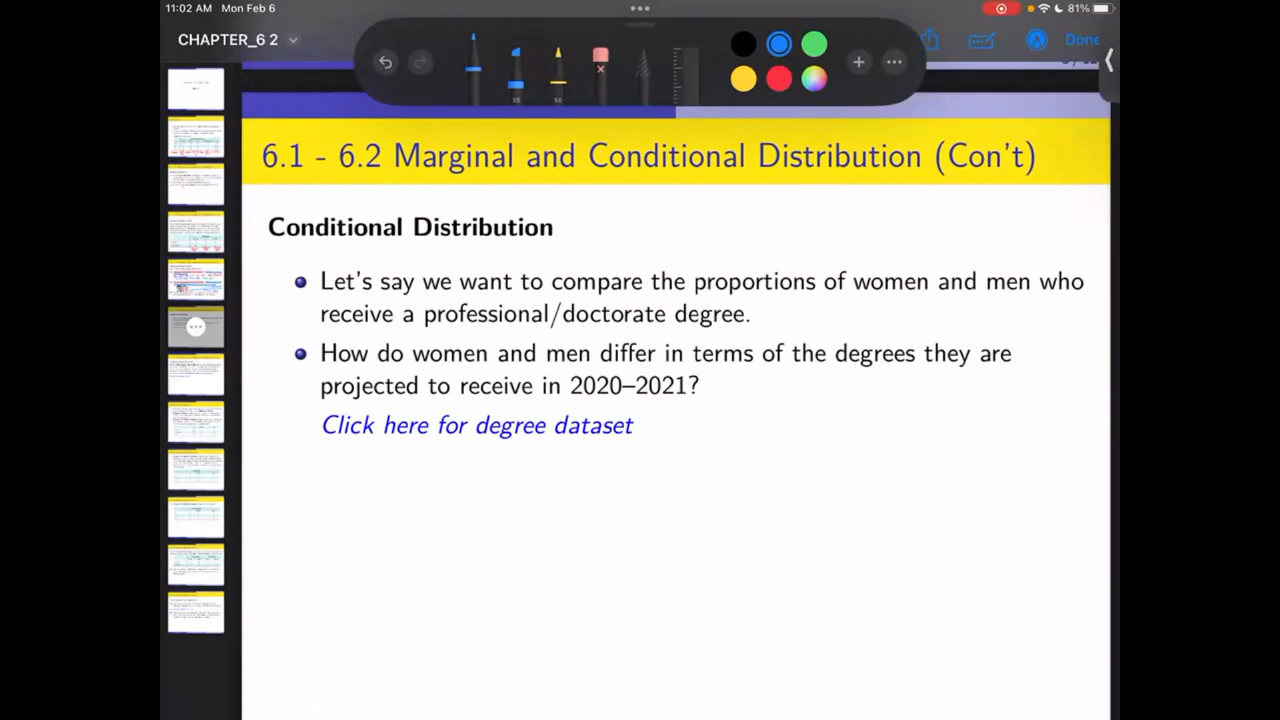 11:02 AM Mon Feb 6
81%
CHAPTER_6 2
Done
6.1 - 6.2 Marginal and Conditional Distribution (Con't)
Conditional Distribution
Let's say we want to compare the proportions of women and men who
receive a professional/doctorate degree.
How do women and men differ in terms of the degrees they are
projected to receive in 2020–2021?
Click here for degree dataset